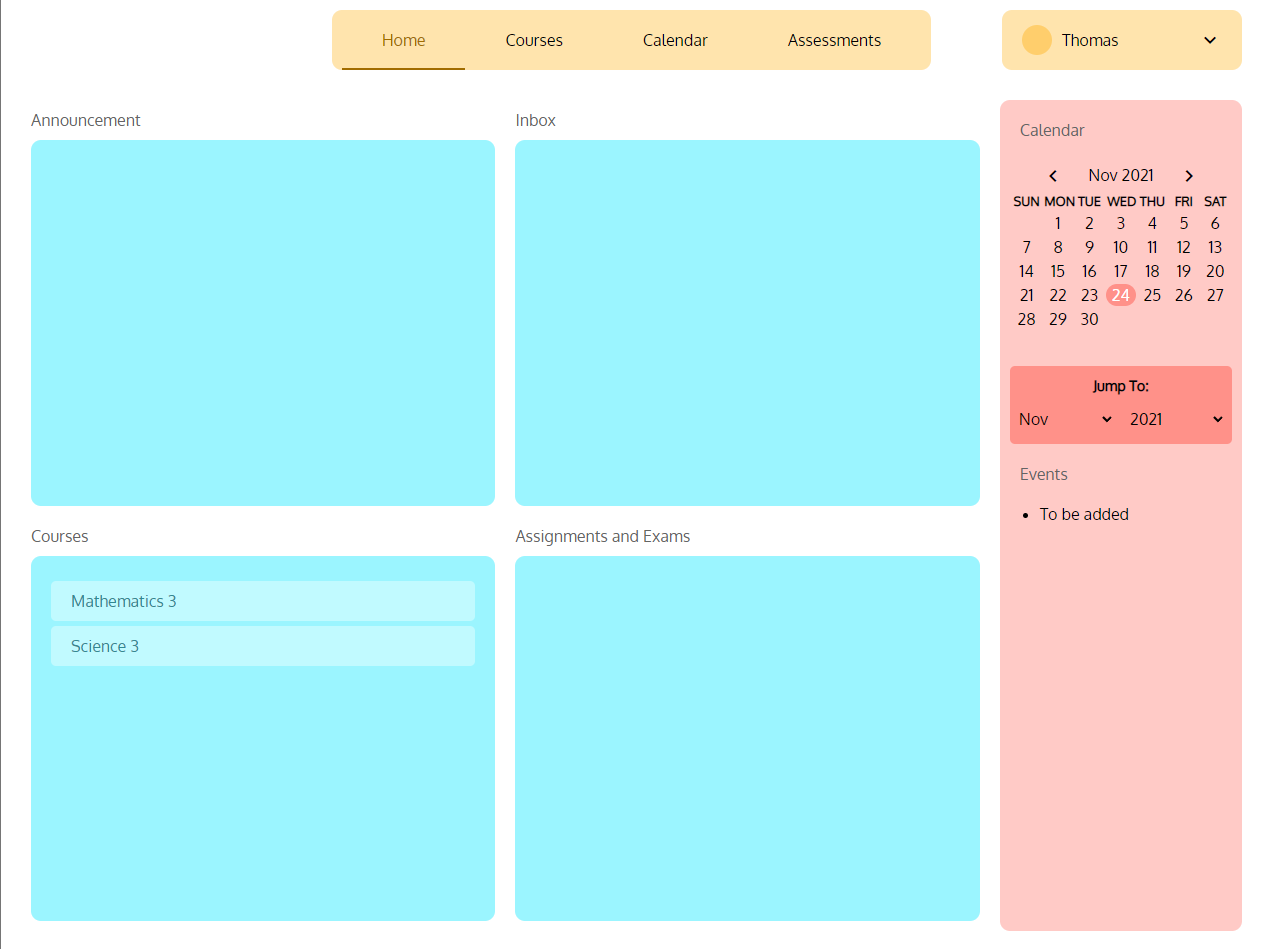 Home Courses Calendar Assessments
Thomas
Announcement
Inbox
Courses
Mathematics 3
Science 3
Assignments and Exams
Calendar
Nov 2021
SUN MON TUE WED THU FRI SAT
1 2 3 4 5 6
7 8 9 10 11 12 13
14 15 16 17 18 19 20
21 22 23 24 25 26 27
28 29 30
Jump To:
Nov 2021
Events
To be added